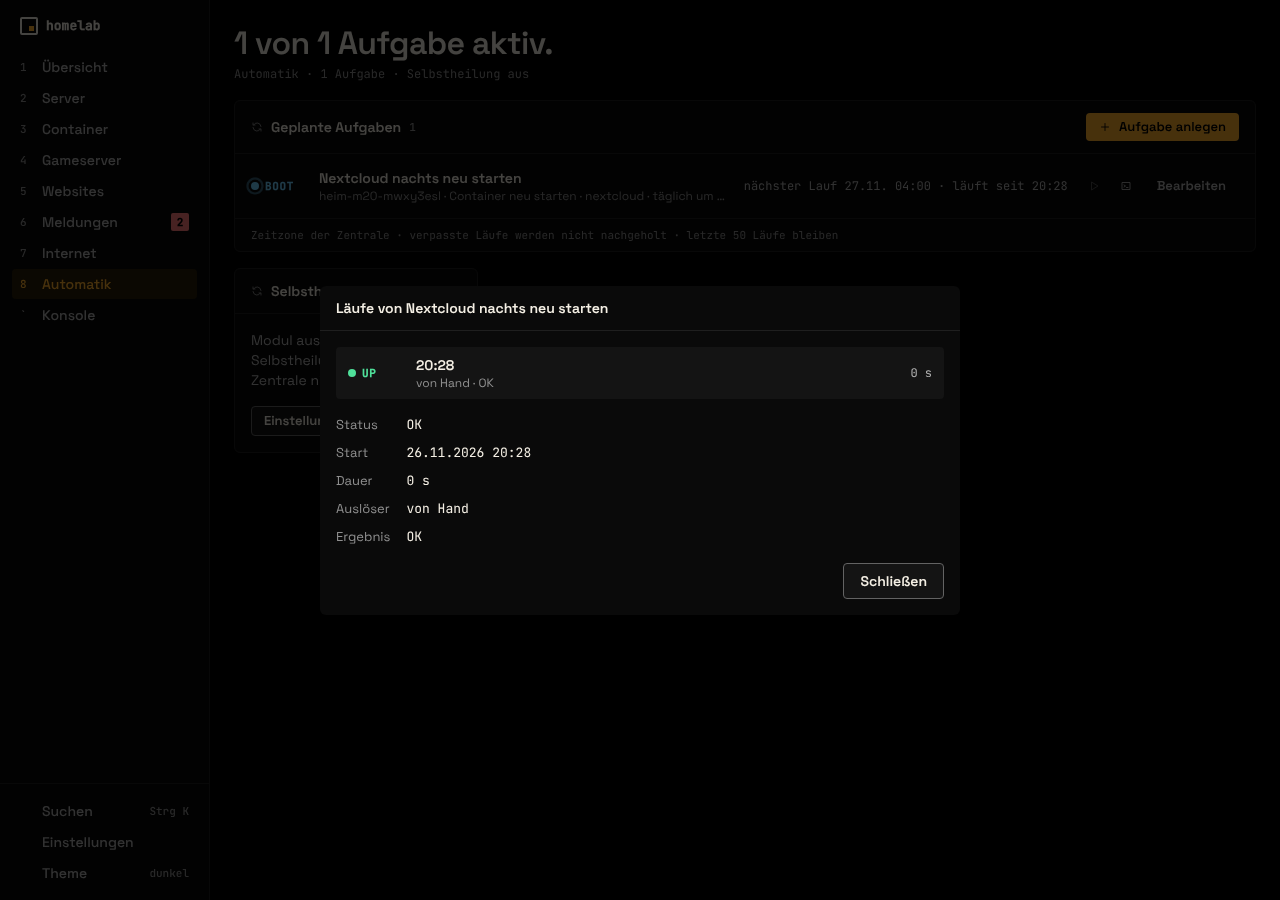 homelab
1 Übersicht
2 Server
3 Container
4 Gameserver
5 Websites
6 Meldungen 2
7 Internet
8 Automatik
` Konsole
Suchen Strg K
Einstellungen
Theme dunkel
1 von 1 Aufgabe aktiv.
Automatik · 1 Aufgabe · Selbstheilung aus
Geplante Aufgaben 1
+ Aufgabe anlegen
BOOT
Nextcloud nachts neu starten
heim-m20-mwxy3esl · Container neu starten · nextcloud · täglich um …
nächster Lauf 27.11. 04:00 · läuft seit 20:28
Bearbeiten
Zeitzone der Zentrale · verpasste Läufe werden nicht nachgeholt · letzte 50 Läufe bleiben
Selbsth
Modul aus
Selbstheilu
Zentrale n
Einstellun
Läufe von Nextcloud nachts neu starten
UP
20:28
von Hand · OK
0 s
Status OK
Start 26.11.2026 20:28
Dauer 0 s
Auslöser von Hand
Ergebnis OK
Schließen